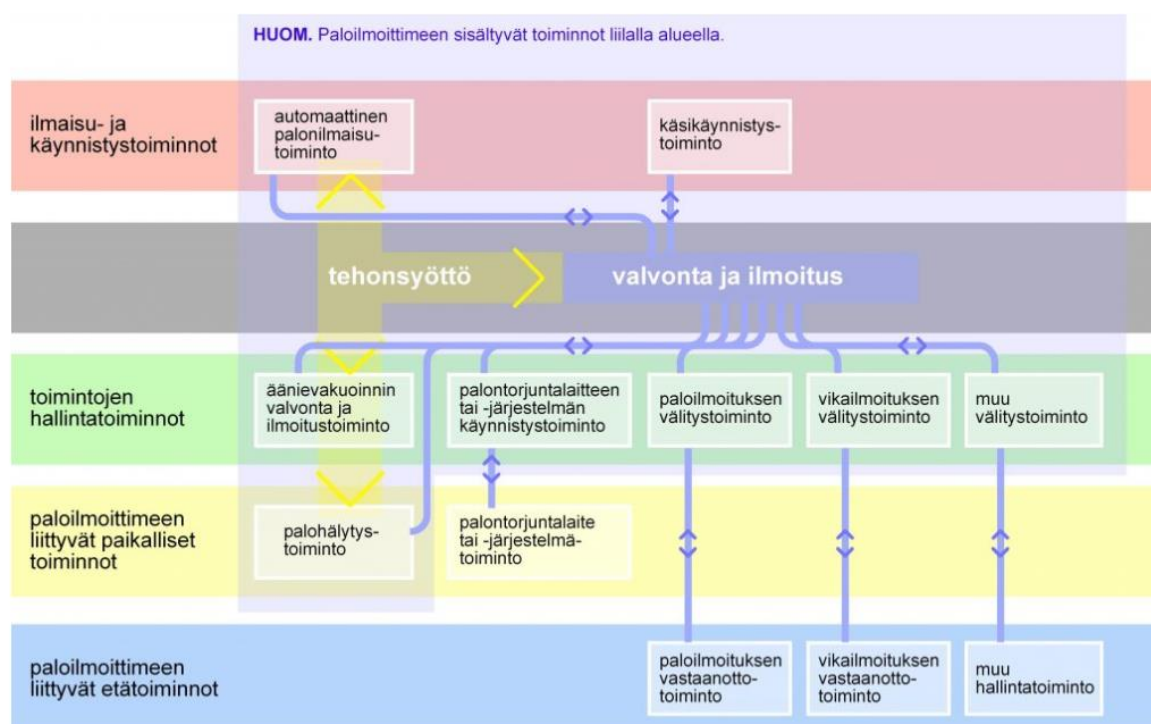 HUOM. Paloilmoittimeen sisältyvät toiminnot liilalla alueella.
ilmaisu- ja
käynnistystoiminnot
automaattinen
palonilmaisu-
toiminto
käsikäynnistys-
toiminto
tehonsyöttö
valvonta ja ilmoitus
toimintojen
hallintatoiminnot
äänievakuoinnin
valvonta ja
ilmoitustoiminto
palontorjuntalaitteen
tai -järjestelmän
käynnistystoiminto
paloilmoituksen
välitystoiminto
vikailmoituksen
välitystoiminto
muu
välitystoiminto
paloilmoittimeen
liittyvät paikalliset
toiminnot
palohälytys-
toiminto
palontorjuntalaite
tai -järjestelmä-
toiminto
paloilmoittimeen
liittyvät etätoiminnot
paloilmoituksen
vastaanotto-
toiminto
vikailmoituksen
vastaanotto-
toiminto
muu
hallintatoiminto